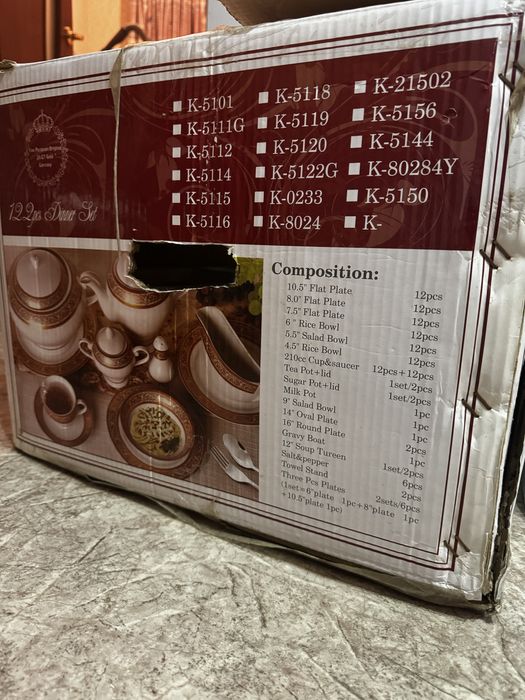 K-5101 K-5118 K-21502
K-5111G K-5119 K-5156
K-5112 K-5120 K-5144
K-5114 K-5122G K-80284Y
K-5115 K-0233 K-5150
K-5116 K-8024 K-
Germany
122pcs Dinner Set
Composition:
10.5" Flat Plate 12pcs
8.0" Flat Plate 12pcs
7.5" Flat Plate 12pcs
6" Rice Bowl 12pcs
5.5" Salad Bowl 12pcs
4.5" Rice Bowl 12pcs
210cc Cup&saucer 12pcs+12pcs
Tea Pot+lid 1set/2pcs
Sugar Pot+lid 1set/2pcs
Milk Pot 1pc
9" Salad Bowl 1pc
14" Oval Plate 1pc
16" Round Plate 2pcs
Gravy Boat 1pc
12" Soup Tureen 1set/2pcs
Salt&pepper 6pcs
Towel Stand 2pcs
Three Pcs Plates 2sets/6pcs
(1set=6"plate 1pc+8"plate 1pc
+10.5"plate 1pc)